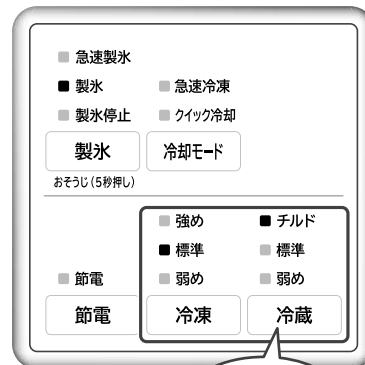 急速製氷
製氷 急速冷凍
製氷停止 クイック冷却
製氷 冷却モード
おそうじ(5秒押し)
強め チルド
標準 標準
節電 弱め 弱め
節電 冷凍 冷蔵